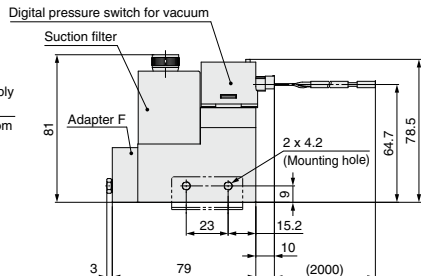 Digital pressure switch for vacuum
Suction filter
Adapter F
2 x 4.2
(Mounting hole)
81
64.7
78.5
9
23
15.2
10
3
79
(2000)